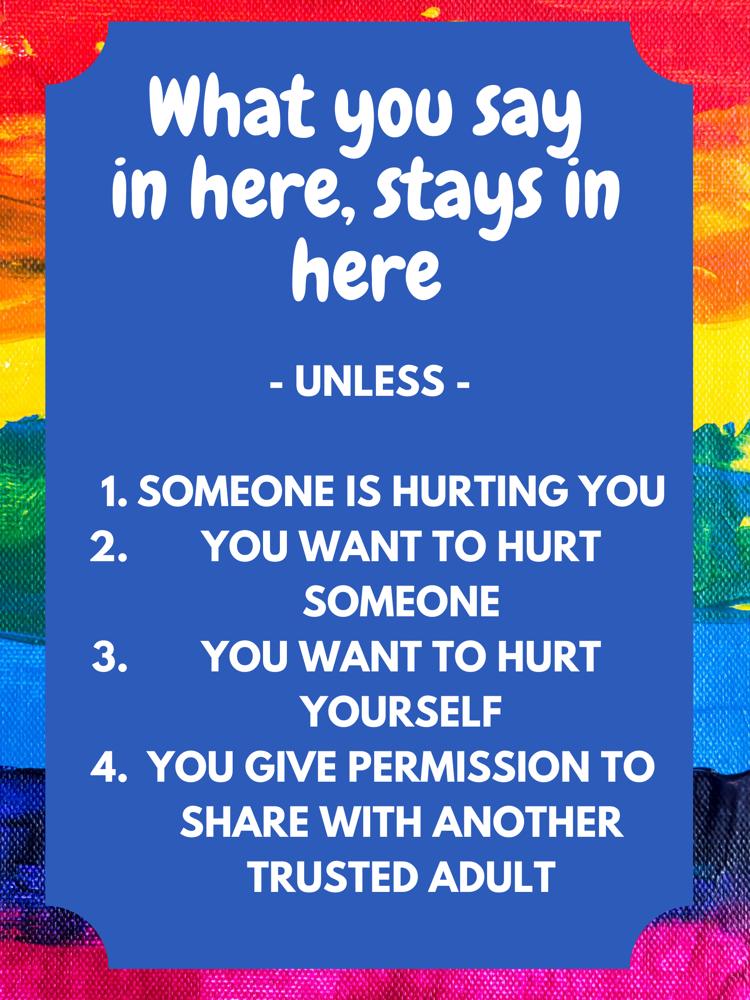 What you say
in here, stays in
here
- UNLESS -
1. SOMEONE IS HURTING YOU
2. YOU WANT TO HURT
SOMEONE
3. YOU WANT TO HURT
YOURSELF
4. YOU GIVE PERMISSION TO
SHARE WITH ANOTHER
TRUSTED ADULT